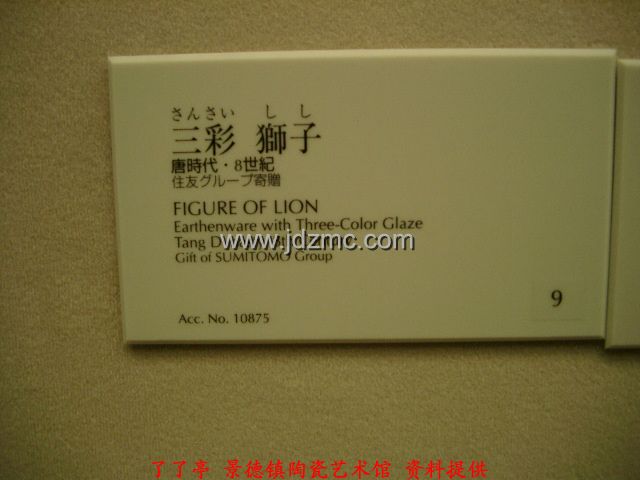 さんさい しし
三彩 獅子
唐時代・8世紀
住友グループ寄贈
FIGURE OF LION
Earthenware with Three-Color Glaze
Tang
www.jdzmc.com
Gift of SUMITOMO Group
9
Acc. No. 10875
了了亭 景德镇陶瓷艺术馆 资料提供